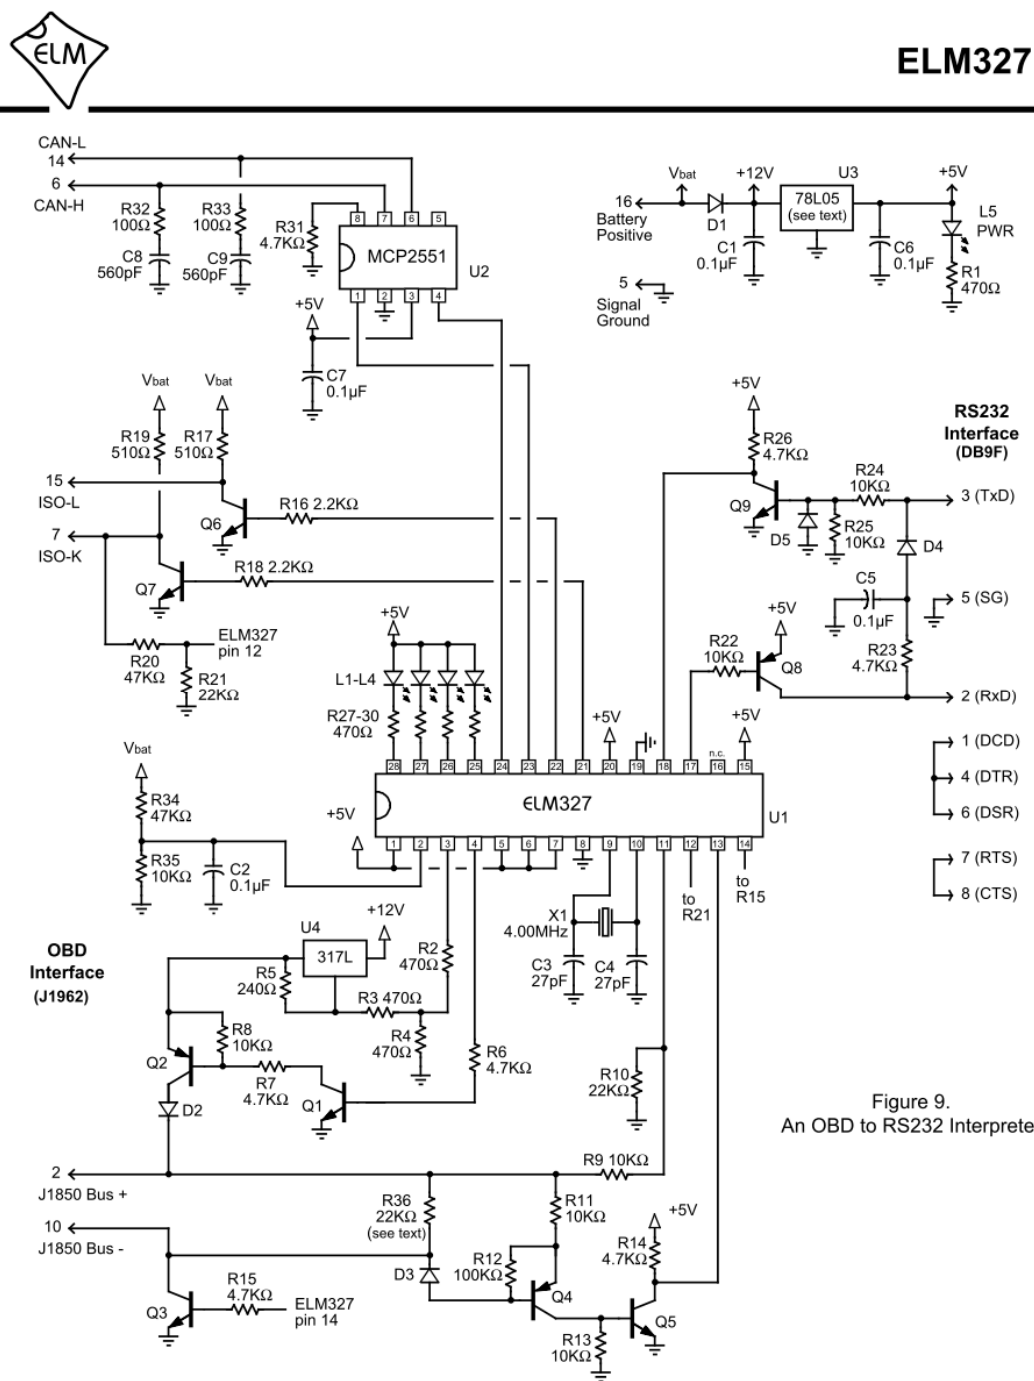 ELM
ELM327
CAN-L
14
6
CAN-H
R32
100Ω
R33
100Ω
C8
560pF
C9
560pF
R31
4.7KΩ
8 7 6 5
MCP2551
U2
1 2 3 4
+5V
C7
0.1µF
Vbat
+12V
U3
+5V
16
Battery
Positive
D1
78L05
(see text)
C1
0.1µF
C6
0.1µF
L5
PWR
R1
470Ω
5
Signal
Ground
Vbat
Vbat
R19
510Ω
R17
510Ω
15
ISO-L
7
ISO-K
Q6
R16 2.2KΩ
Q7
R18 2.2KΩ
R20
47KΩ
ELM327
pin 12
R21
22KΩ
+5V
R26
4.7KΩ
RS232
Interface
(DB9F)
R24
10KΩ
3 (TxD)
Q9
D5
R25
10KΩ
D4
C5
0.1µF
5 (SG)
+5V
R22
10KΩ
Q8
R23
4.7KΩ
2 (RxD)
1 (DCD)
4 (DTR)
6 (DSR)
7 (RTS)
8 (CTS)
+5V
L1-L4
R27-30
470Ω
+5V
+5V
n.c.
28 27 26 25 24 23 22 21 20 19 18 17 16 15
ELM327
U1
1 2 3 4 5 6 7 8 9 10 11 12 13 14
+5V
Vbat
R34
47KΩ
R35
10KΩ
C2
0.1µF
to
R21
to
R15
X1
4.00MHz
C3
27pF
C4
27pF
OBD
Interface
(J1962)
U4
317L
+12V
R5
240Ω
R2
470Ω
R3 470Ω
R4
470Ω
R8
10KΩ
Q2
R7
4.7KΩ
Q1
R6
4.7KΩ
D2
R10
22KΩ
Figure 9.
An OBD to RS232 Interprete
2
J1850 Bus +
R9 10KΩ
10
J1850 Bus -
R36
22KΩ
(see text)
R11
10KΩ
+5V
R14
4.7KΩ
D3
R12
100KΩ
Q4
Q5
R13
10KΩ
Q3
R15
4.7KΩ
ELM327
pin 14